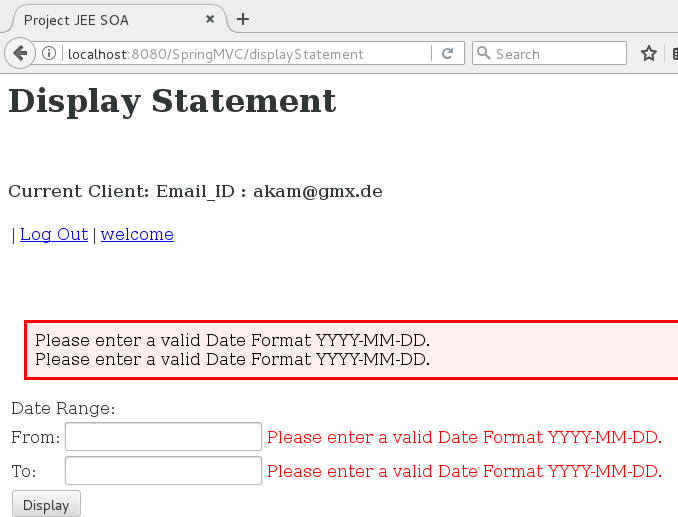 Project JEE SOA
localhost:8080/SpringMVC/displayStatement
Search
Display Statement
Current Client: Email_ID : akam@gmx.de
| Log Out | welcome
Please enter a valid Date Format YYYY-MM-DD.
Please enter a valid Date Format YYYY-MM-DD.
Date Range:
From: Please enter a valid Date Format YYYY-MM-DD.
To: Please enter a valid Date Format YYYY-MM-DD.
Display